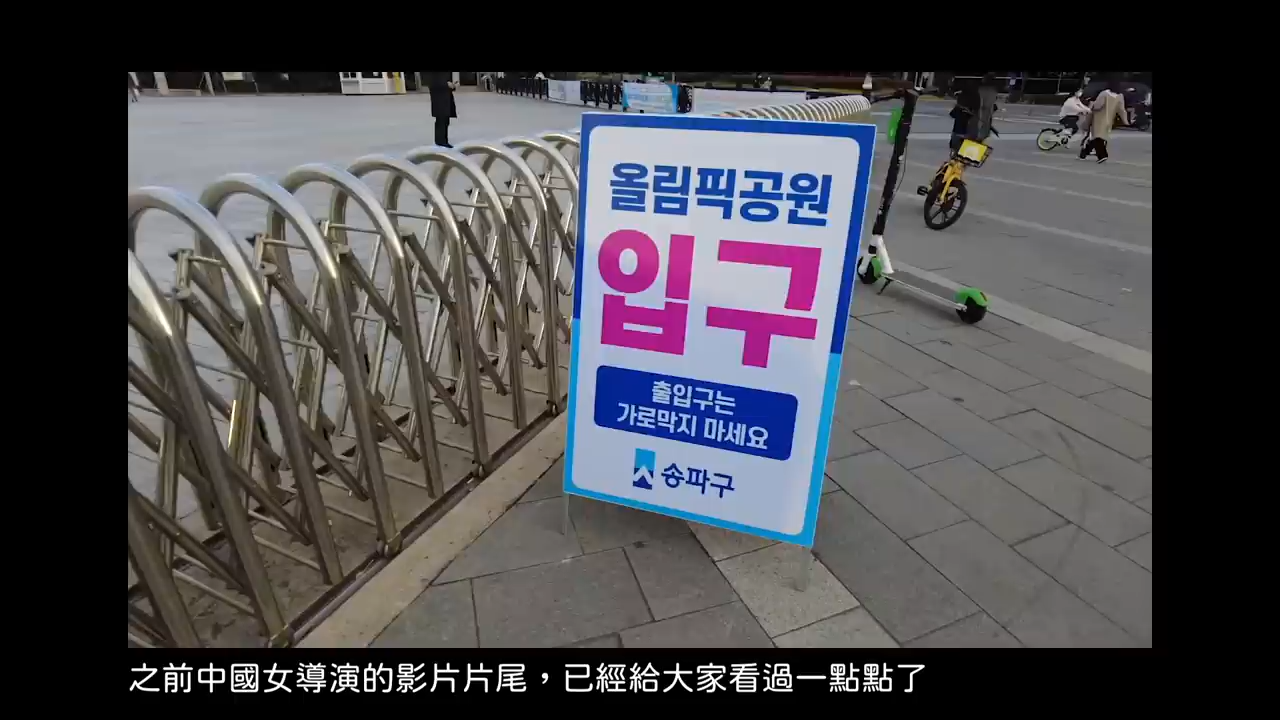 올림픽공원
입구
출입구는
가로막지 마세요
송파구
之前中國女導演的影片片尾，已經給大家看過一點點了